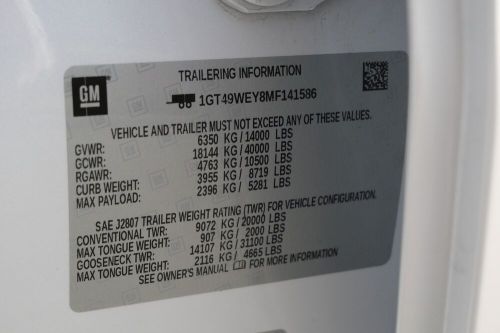 GM
TRAILERING INFORMATION
1GT49WEY8MF141586
VEHICLE AND TRAILER MUST NOT EXCEED ANY OF THESE
GVWR: 6350 KG/14000 LBS
GCWR: 18144 KG/40000 LBS
RGAWR: 4763 KG/10500 LBS
CURB WEIGHT: 3955 KG/ 8719 LBS
MAX PAYLOAD: 2396 KG/ 5281 LBS
SAE J2807 TRAILER WEIGHT RATING (TWR) FOR VEHICLE CONFIGURATION.
CONVENTIONAL TWR: 9072 KG/20000 LBS
MAX TONGUE WEIGHT: 907 KG/ 2000 LBS
GOOSENECK TWR: 14107 KG/31100 LBS
MAX TONGUE WEIGHT: 2116 KG/ 4665 LBS
SEE OWNER'S MANUAL FOR MORE INFORMATION